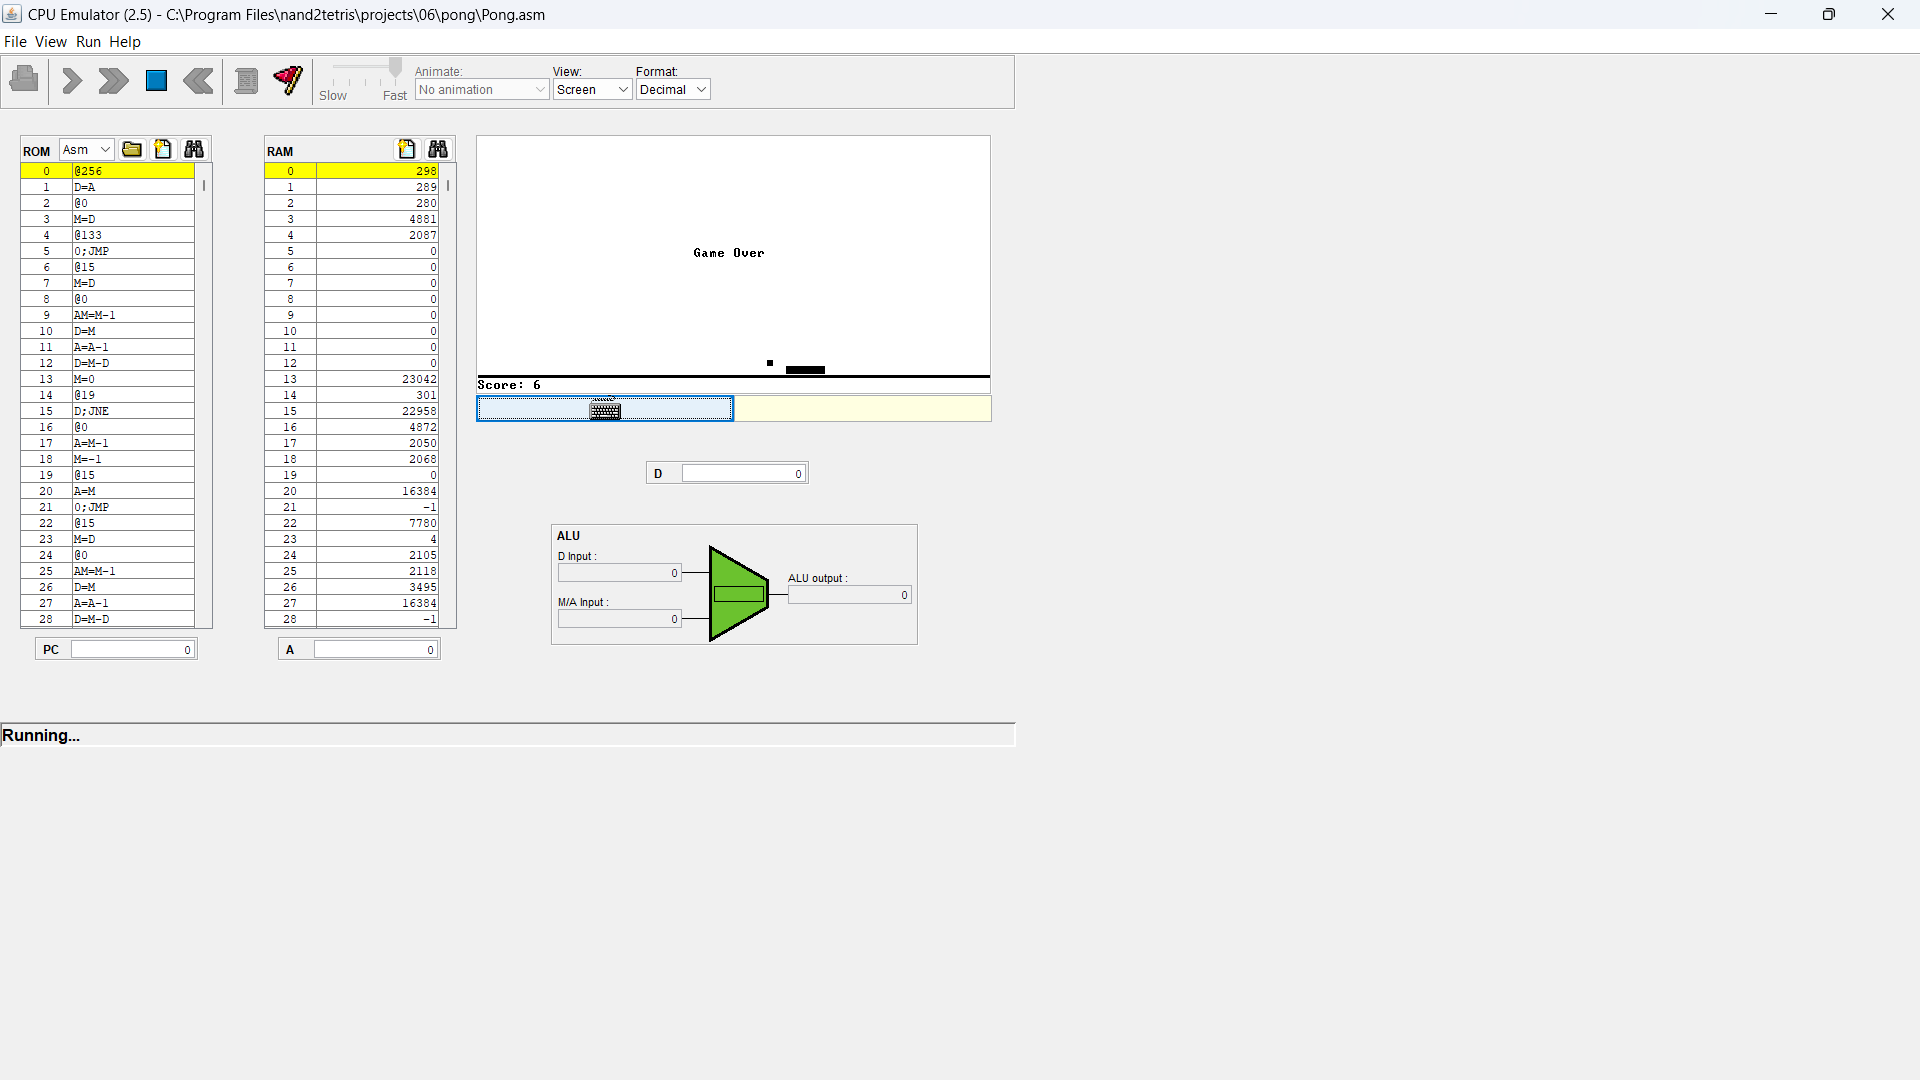 CPU Emulator (2.5) - C:\Program Files\nand2tetris\projects\06\pong\Pong.asm
File View Run Help
Slow Fast
Animate:
No animation
View:
Screen
Format:
Decimal
ROM Asm
0 @256
1 D=A
2 @0
3 M=D
4 @133
5 0;JMP
6 @15
7 M=D
8 @0
9 AM=M-1
10 D=M
11 A=A-1
12 D=M-D
13 M=0
14 @19
15 D;JNE
16 @0
17 A=M-1
18 M=-1
19 @15
20 A=M
21 0;JMP
22 @15
23 M=D
24 @0
25 AM=M-1
26 D=M
27 A=A-1
28 D=M-D
PC 0
RAM
0 298
1 289
2 280
3 4881
4 2087
5 0
6 0
7 0
8 0
9 0
10 0
11 0
12 0
13 23042
14 301
15 22958
16 4872
17 2050
18 2068
19 0
20 16384
21 -1
22 7780
23 4
24 2105
25 2118
26 3495
27 16384
28 -1
A 0
Game Over
Score: 6
D 0
ALU
D Input :
0
M/A Input :
0
ALU output :
0
Running...